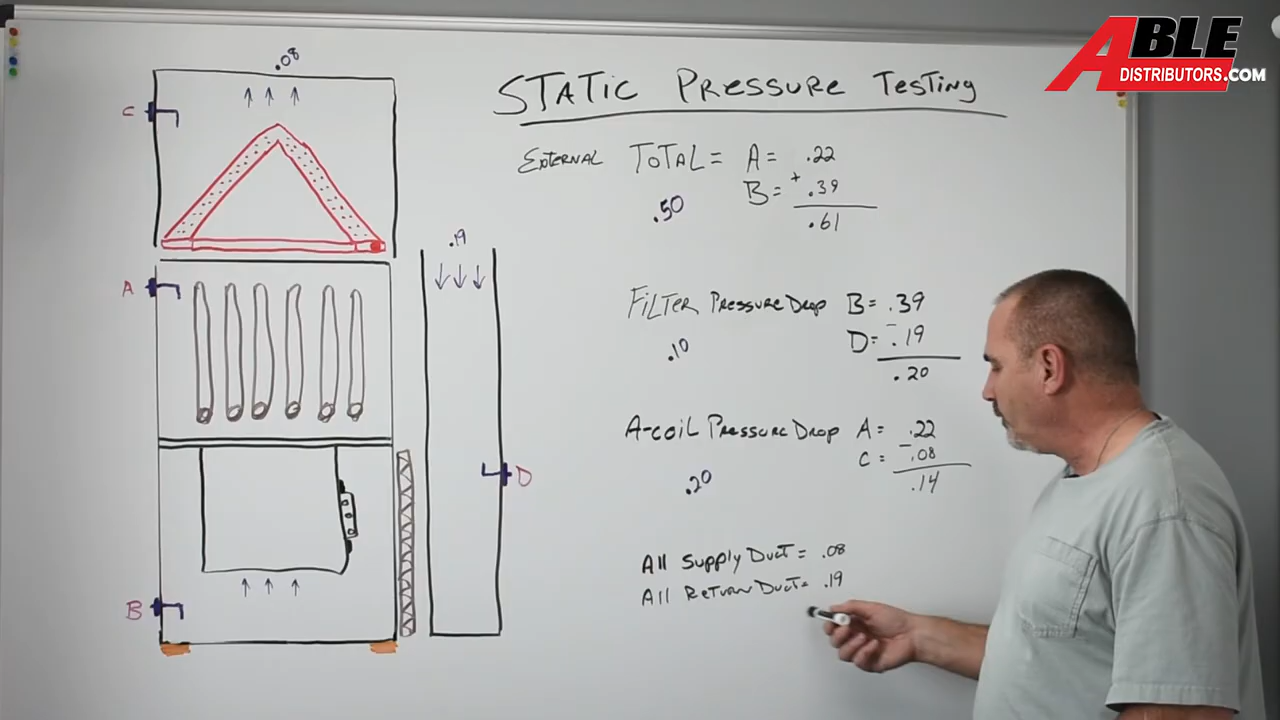 ABLE
DISTRIBUTORS.COM
STATIC PRESSURE TESTING
.08
C
EXTERNAL TOTAL = A = .22
.50 B = + .39
.61
.19
A
FILTER PRESSURE DROP B = .39
.10 D = - .19
.20
A-COIL PRESSURE DROP A = .22
.20 C = - .08
.14
D
All Supply Duct = .08
All Return Duct = .19
B